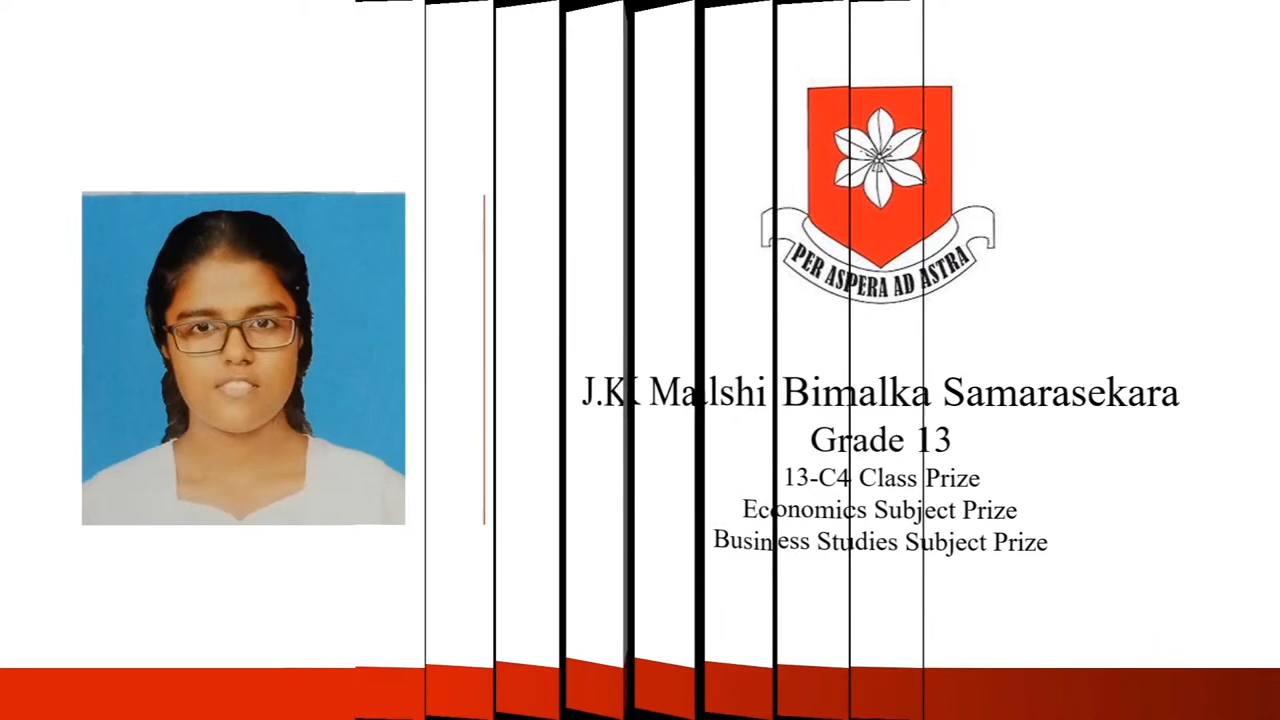 PER ASPERA AD ASTRA
J.K Malshi Bimalka Samarasekara
Grade 13
13-C4 Class Prize
Economics Subject Prize
Business Studies Subject Prize